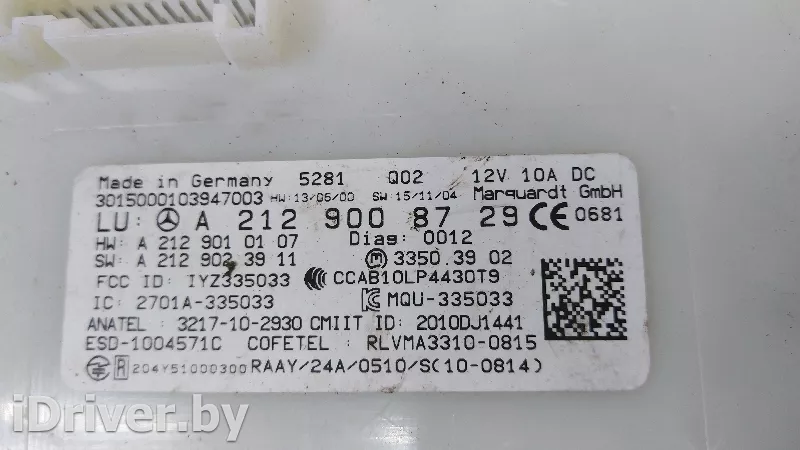 Made in Germany 5281 Q02 12V 10A DC
3015000103947003 HW:13/05/00 SW:15/11/04 Marquardt GmbH
LU: A 212 900 87 29 CE 0681
HW: A 212 901 01 07 Diag: 0012
SW: A 212 902 39 11 3350.3902
FCC ID: IYZ335033 CCAB10LP4430T9
IC: 2701A-335033 MQU-335033
ANATEL: 3217-10-2930 CMIIT ID: 2010DJ1441
ESD-1004571C COFETEL: RLVMA3310-0815
R 204Y51000300 RAAY/24A/0510/S(10-0814)
iDriver.by